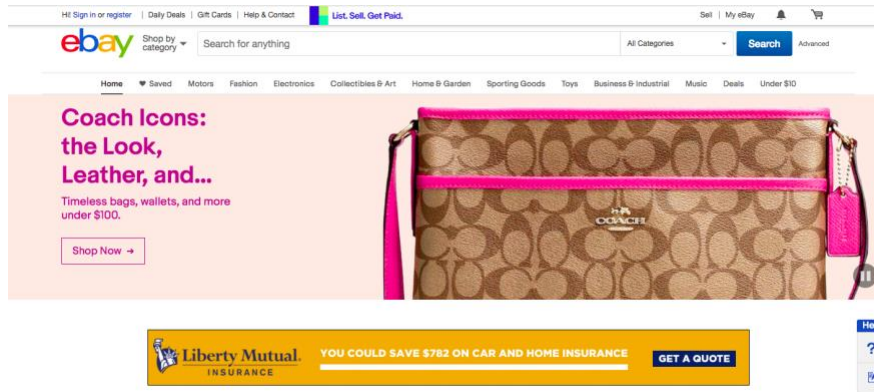 Hi! Sign in or register | Daily Deals | Gift Cards | Help & Contact
List. Sell. Get Paid.
Sell | My eBay
ebay
Shop by
category
Search for anything
All Categories
Search
Advanced
Home
Saved
Motors
Fashion
Electronics
Collectibles & Art
Home & Garden
Sporting Goods
Toys
Business & Industrial
Music
Deals
Under $10
Coach Icons:
the Look,
Leather, and...
Timeless bags, wallets, and more
under $100.
Shop Now →
COACH
Liberty Mutual.
INSURANCE
YOU COULD SAVE $782 ON CAR AND HOME INSURANCE
GET A QUOTE
He
?